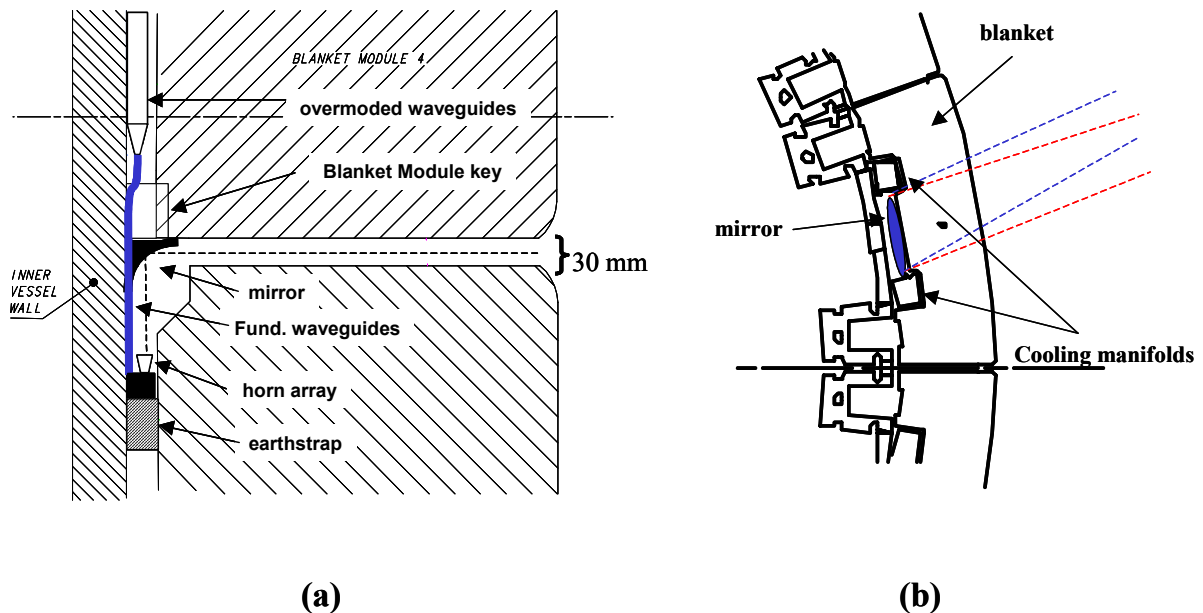 BLANKET MODULE 4
overmoded waveguides
Blanket Module key
30 mm
INNER
VESSEL
WALL
mirror
Fund. waveguides
horn array
earthstrap
(a)
blanket
mirror
Cooling manifolds
(b)